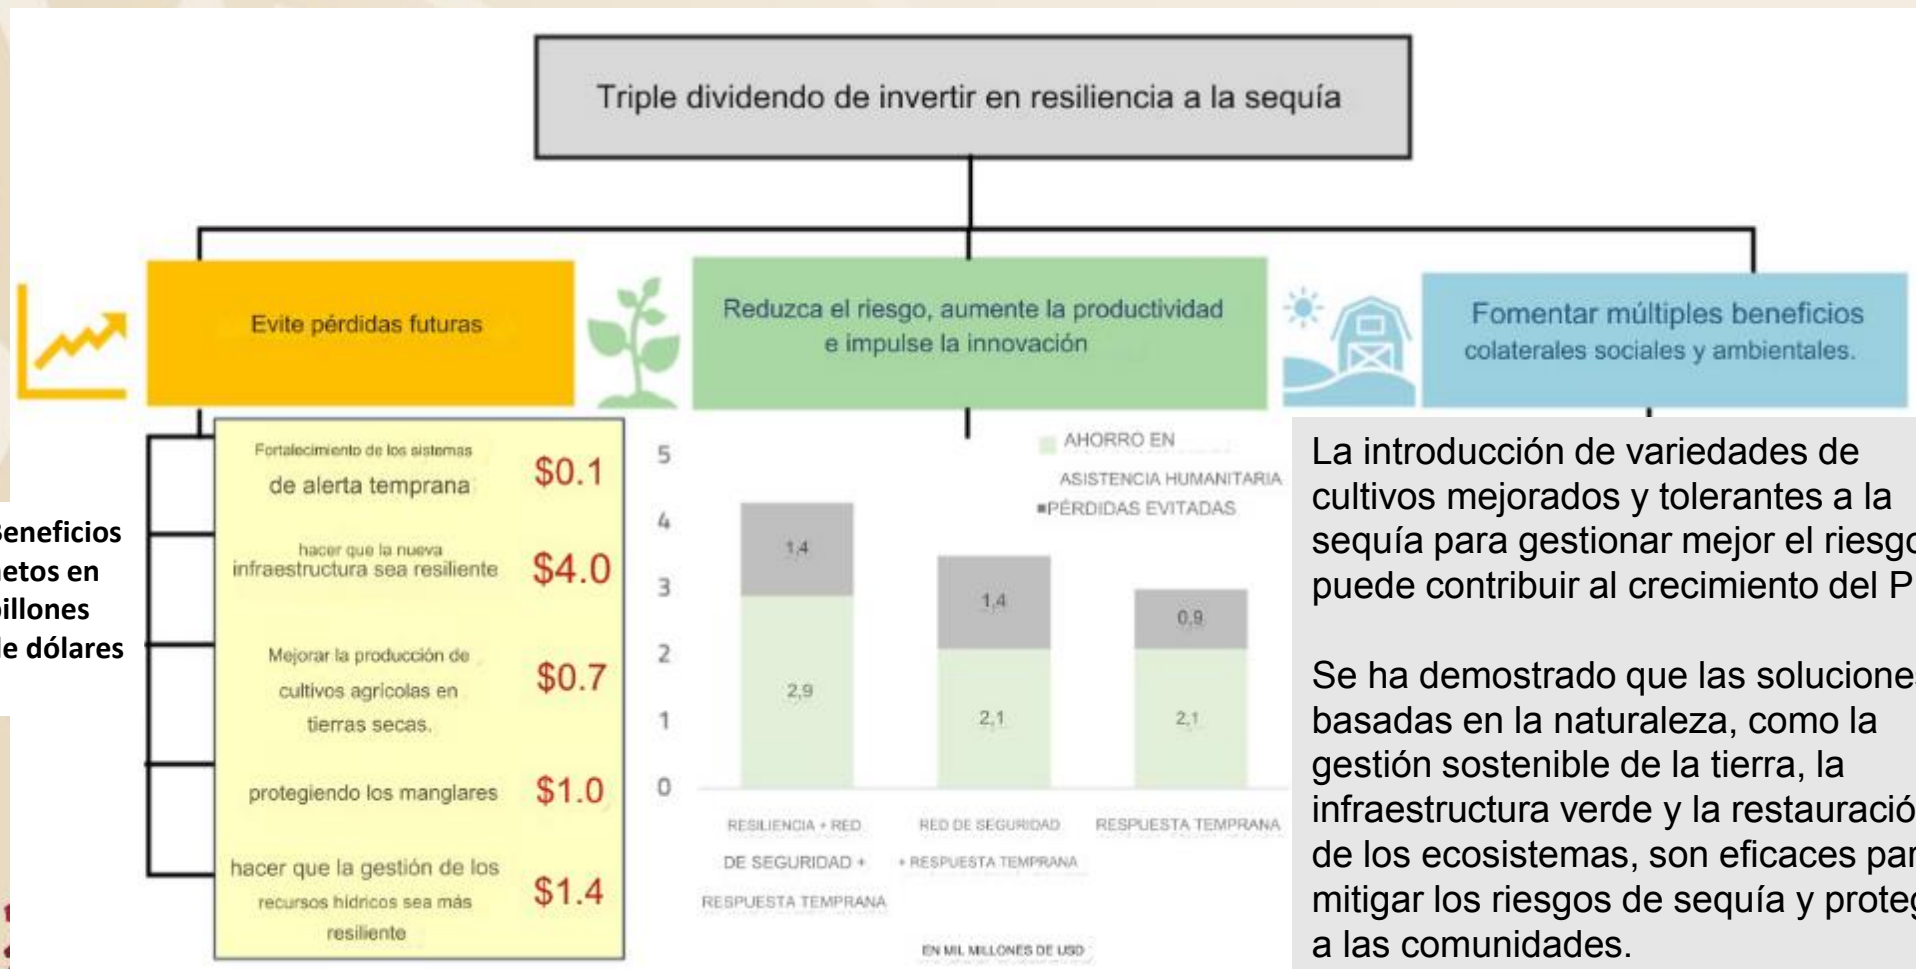 Triple dividendo de invertir en resiliencia a la sequía
Evite pérdidas futuras
Reduzca el riesgo, aumente la productividad
e impulse la innovación
Fomentar múltiples beneficios
colaterales sociales y ambientales.
Beneficios
netos en
billones
de dólares
Fortalecimiento de los sistemas
de alerta temprana
$0.1
hacer que la nueva
infraestructura sea resiliente
$4.0
Mejorar la producción de
cultivos agrícolas en
tierras secas.
$0.7
protegiendo los manglares
$1.0
hacer que la gestión de los
recursos hídricos sea más
resiliente
$1.4
5
4
3
2
1
0
AHORRO EN
ASISTENCIA HUMANITARIA
PÉRDIDAS EVITADAS
1,4
2,9
1,4
2,1
0,9
2,1
RESILIENCIA + RED
DE SEGURIDAD +
RESPUESTA TEMPRANA
RED DE SEGURIDAD
+ RESPUESTA TEMPRANA
RESPUESTA TEMPRANA
EN MIL MILLONES DE USD
La introducción de variedades de
cultivos mejorados y tolerantes a la
sequía para gestionar mejor el riesgo
puede contribuir al crecimiento del P
Se ha demostrado que las soluciones
basadas en la naturaleza, como la
gestión sostenible de la tierra, la
infraestructura verde y la restauració
de los ecosistemas, son eficaces par
mitigar los riesgos de sequía y proteg
a las comunidades.